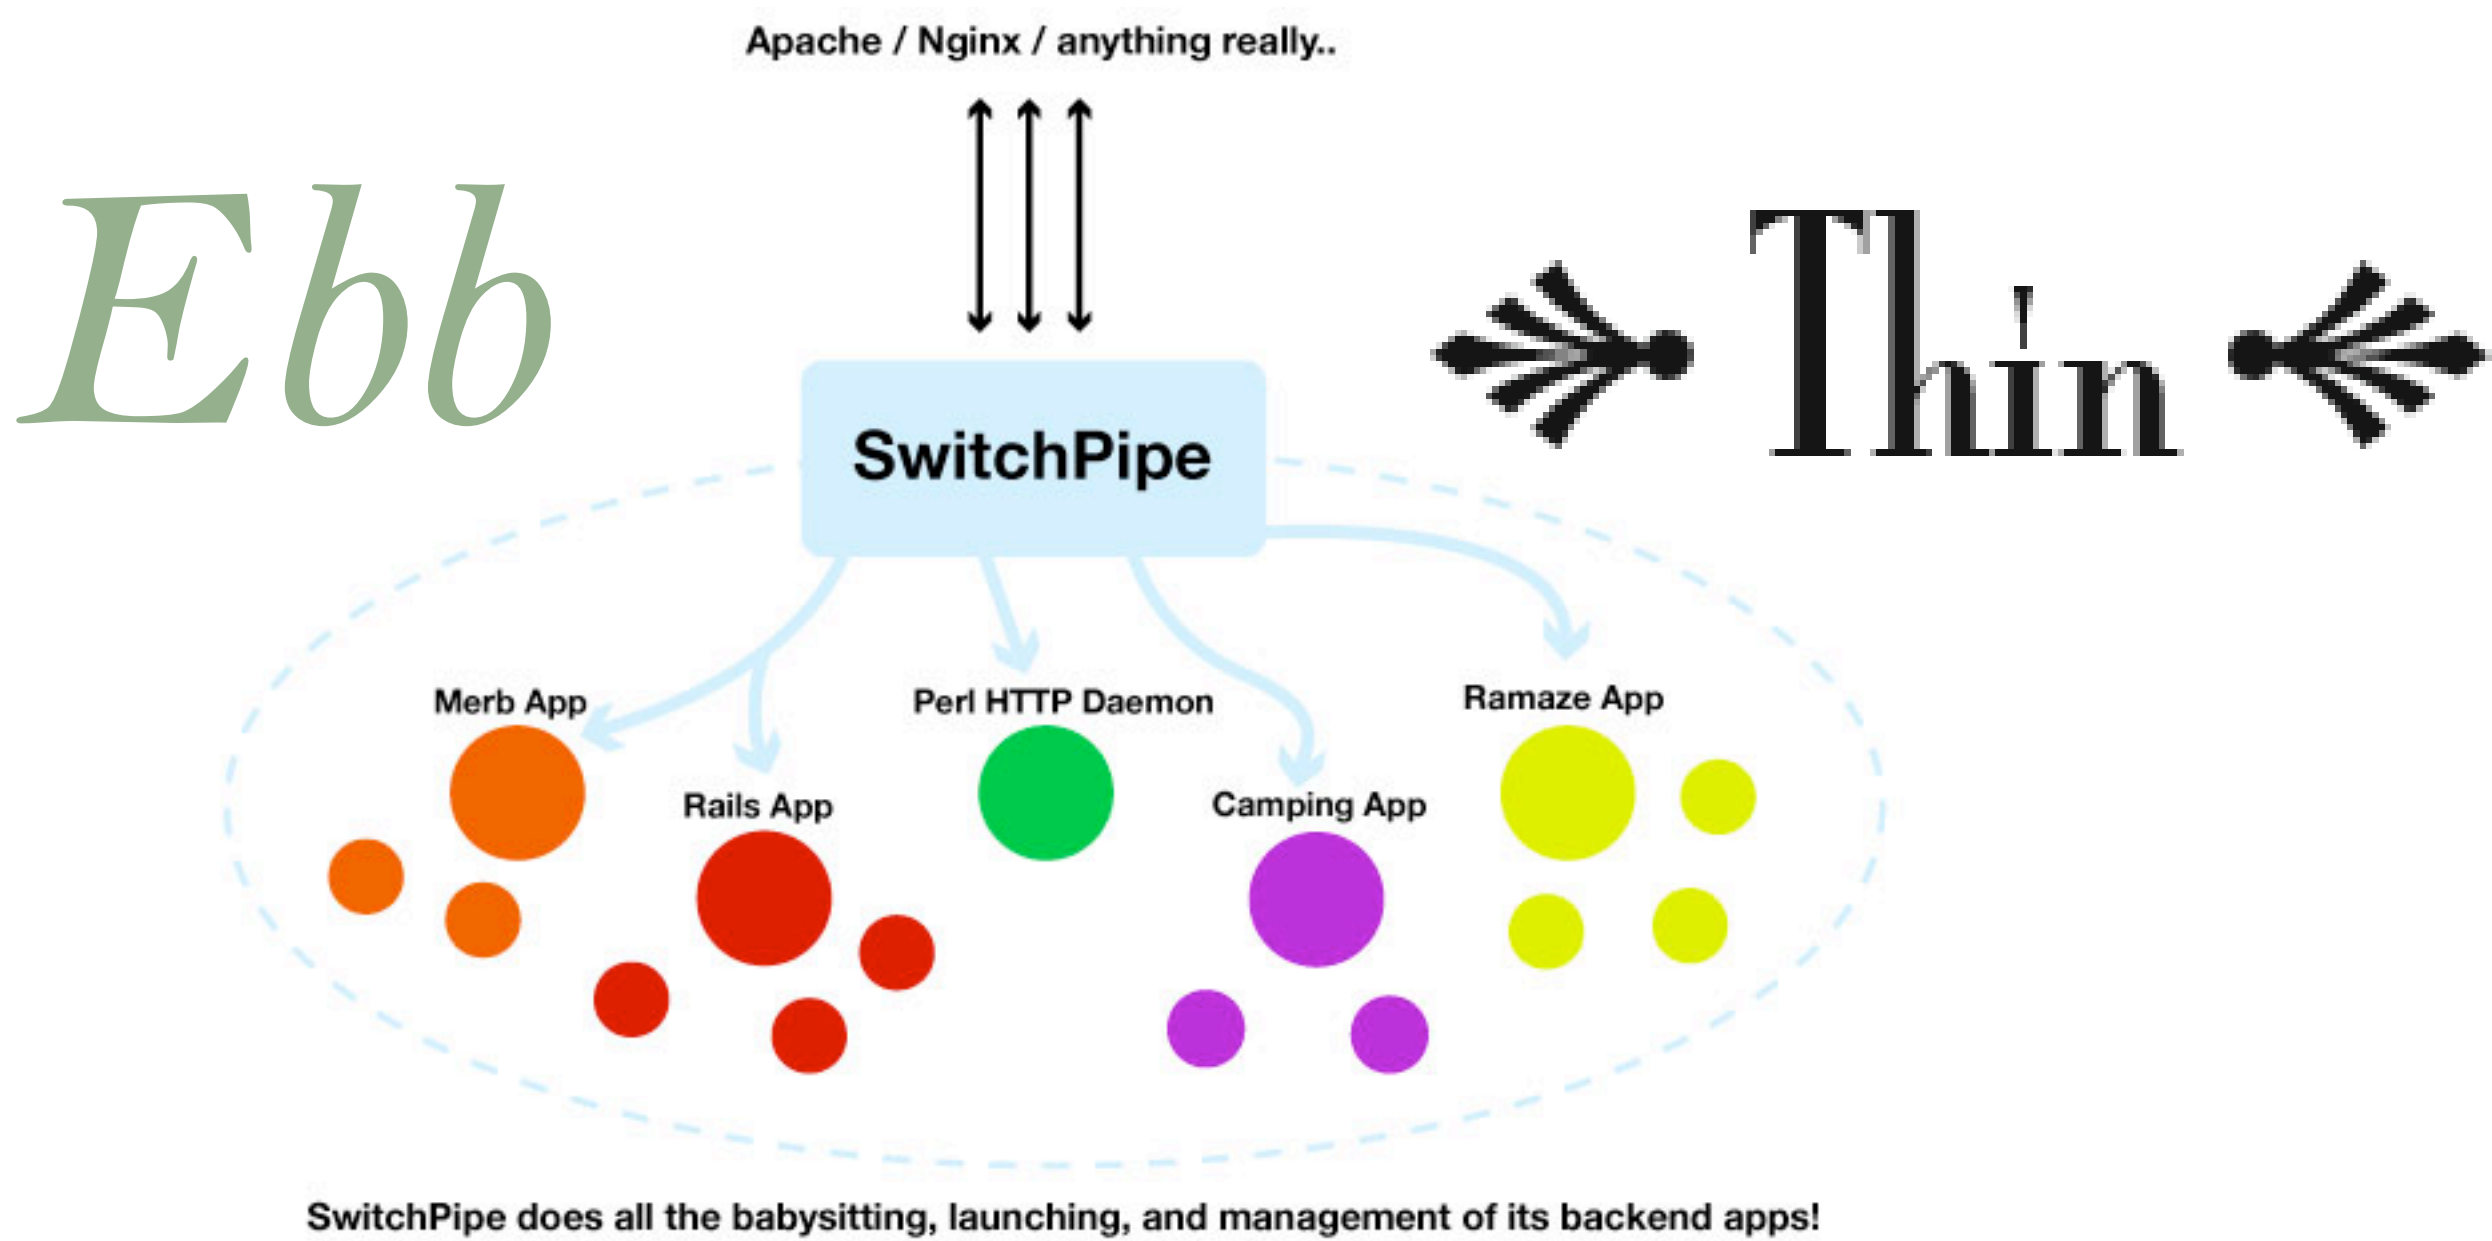 Apache / Nginx / anything really..
Ebb
Thin
SwitchPipe
Merb App
Perl HTTP Daemon
Ramaze App
Rails App
Camping App
SwitchPipe does all the babysitting, launching, and management of its backend apps!